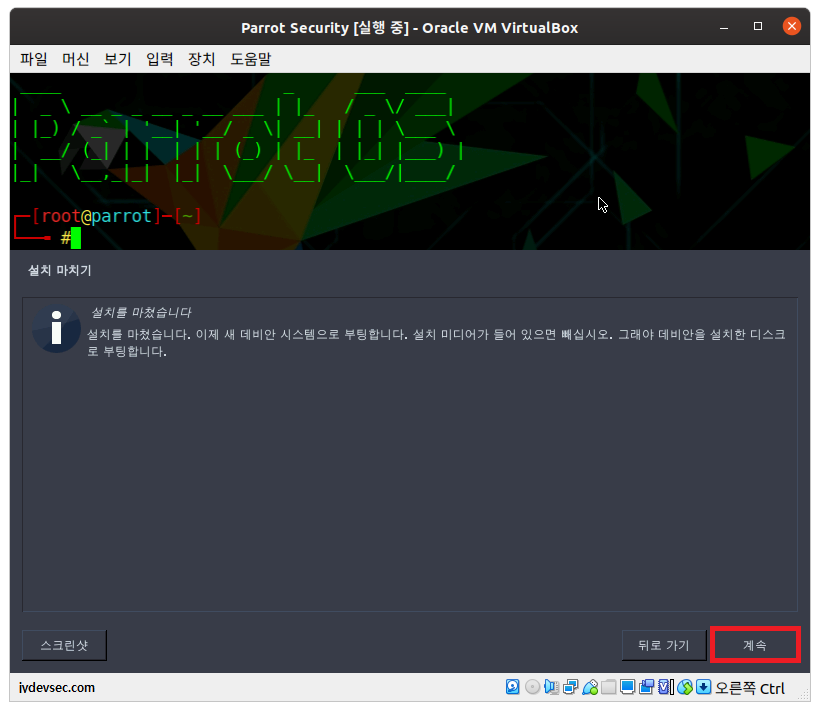 Parrot Security [실행 중] - Oracle VM VirtualBox
파일 머신 보기 입력 장치 도움말
Parrot OS
[root@parrot]-[~]
#
설치 마치기
설치를 마쳤습니다
설치를 마쳤습니다. 이제 새 데비안 시스템으로 부팅합니다. 설치 미디어가 들어 있으면 빼십시오. 그래야 데비안을 설치한 디스크
로 부팅합니다.
스크린샷 뒤로 가기 계속
ivdevsec.com 오른쪽 Ctrl